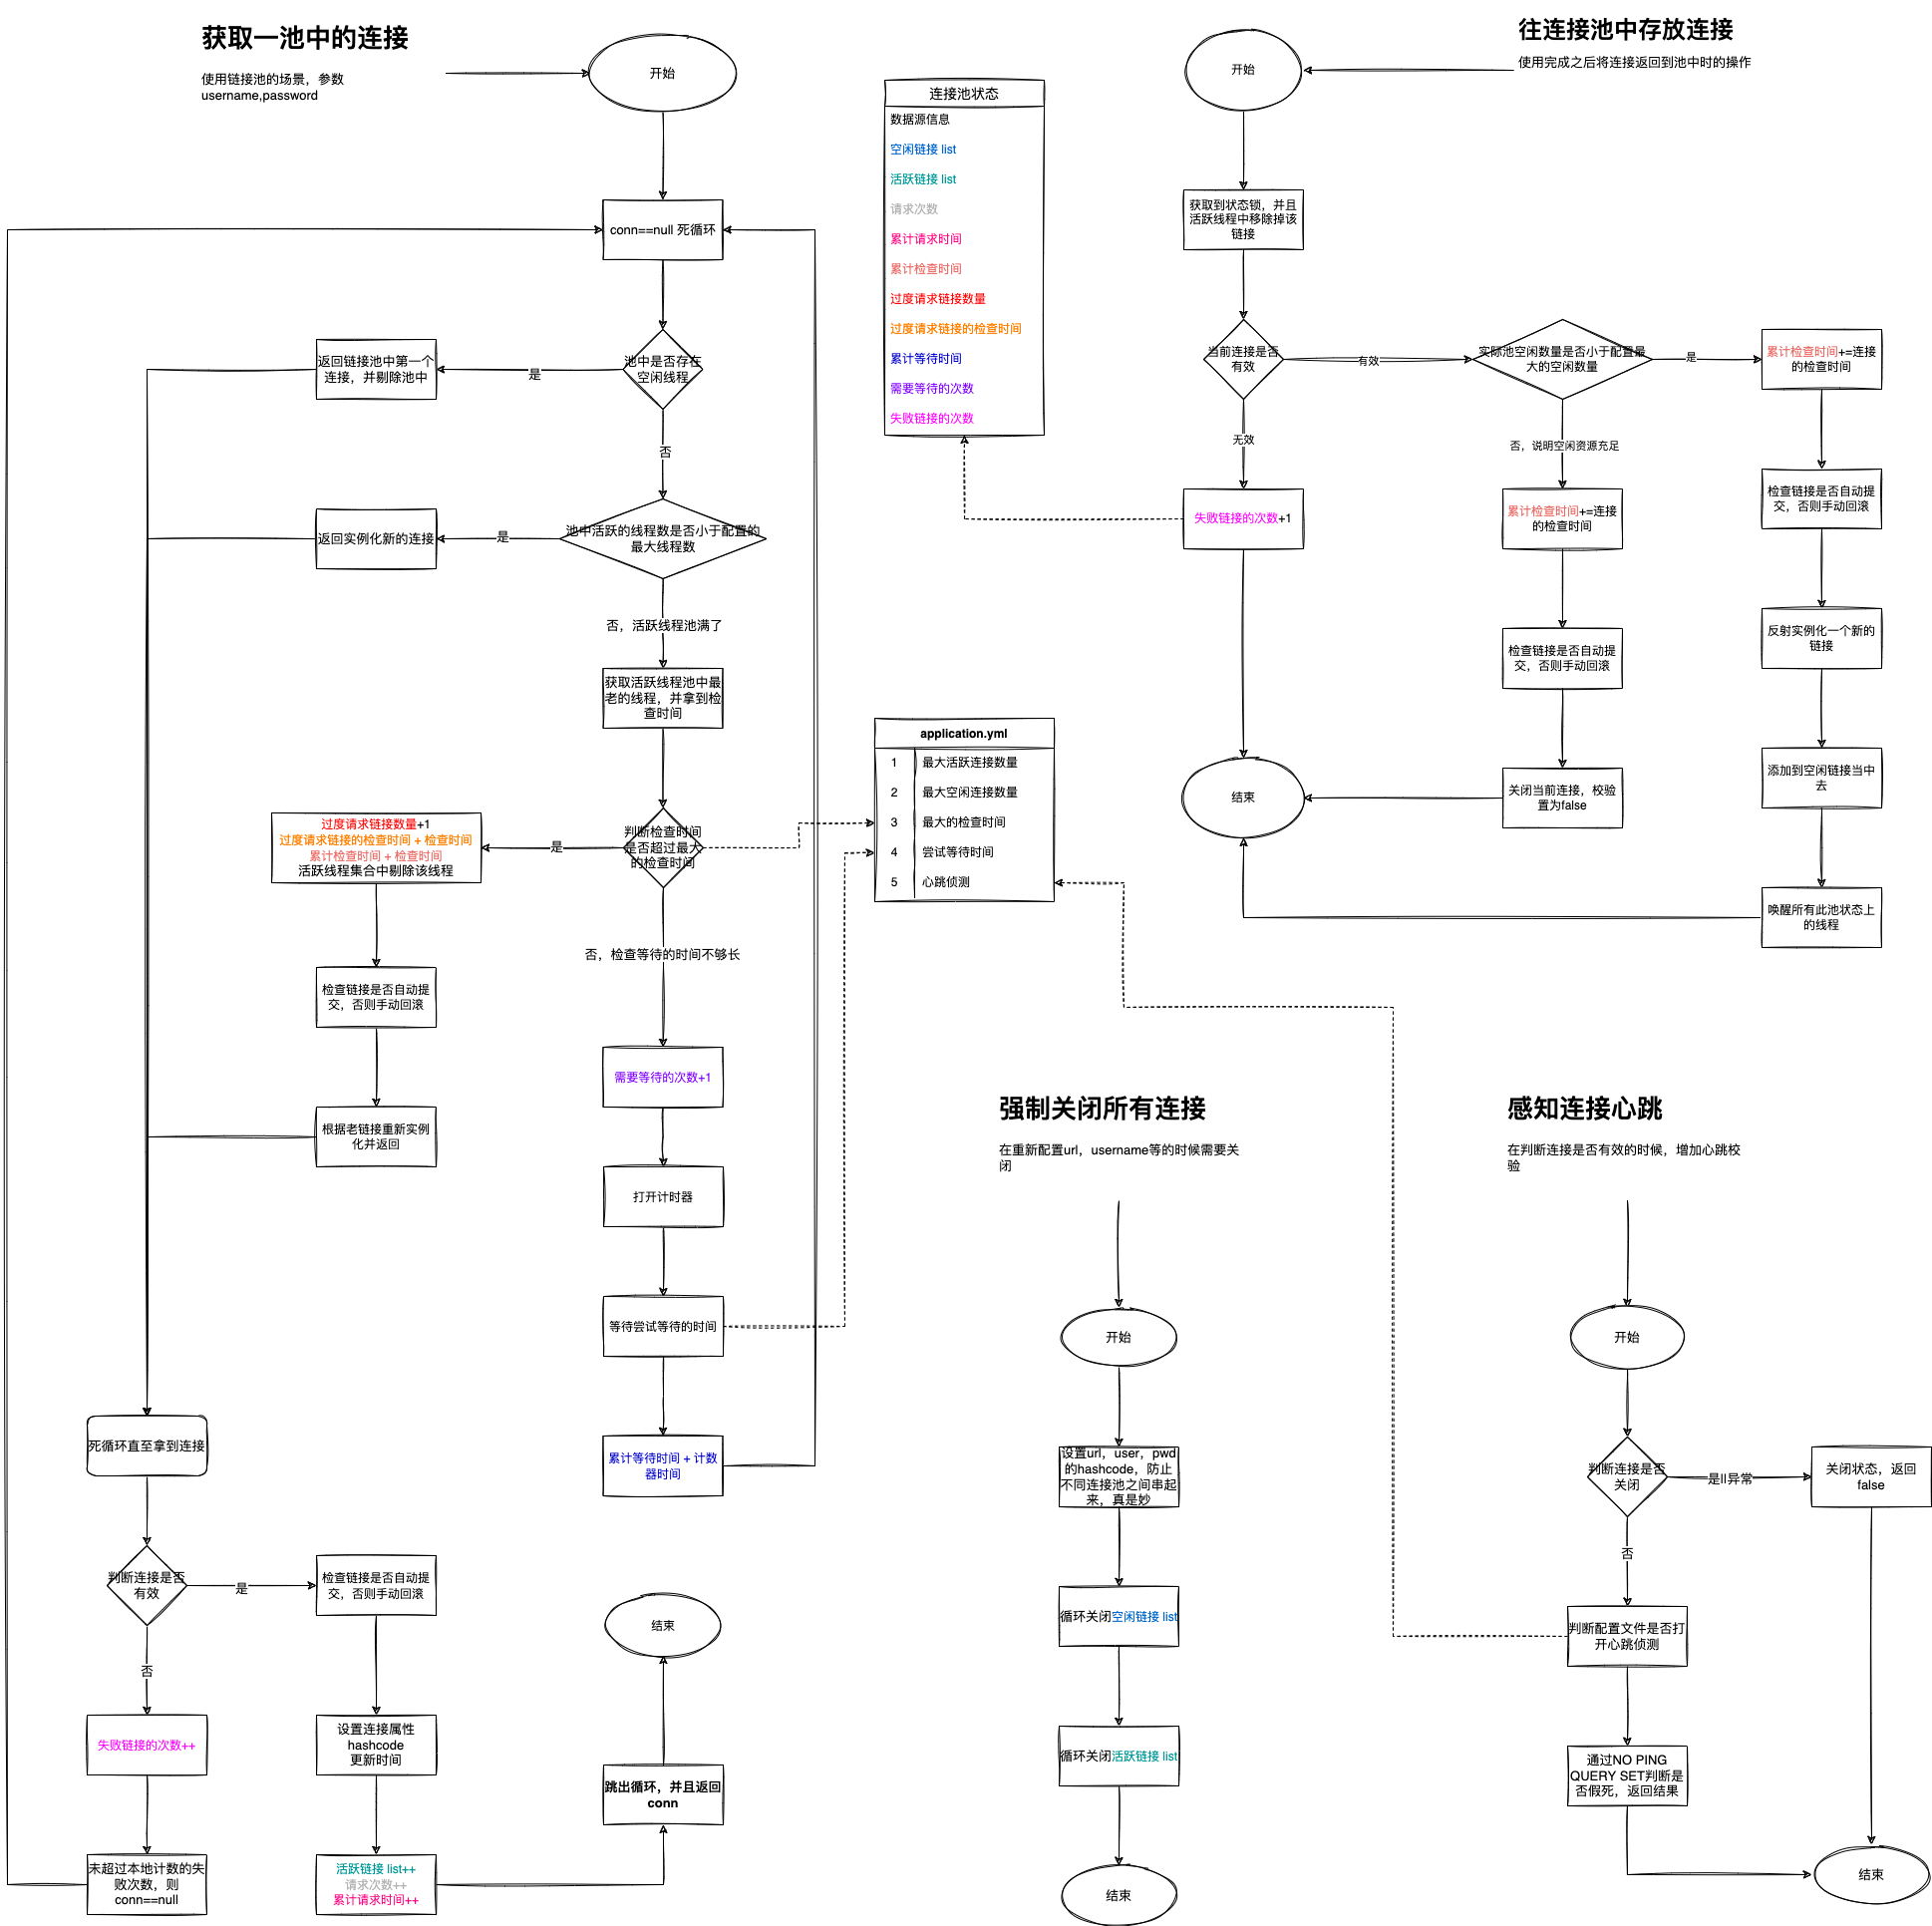 获取一池中的连接
使用链接池的场景，参数
username,password
开始
conn==null 死循环
池中是否存在
空闲线程
是
返回链接池中第一个
连接，并剔除池中
否
池中活跃的线程数是否小于配置的
最大线程数
是
返回实例化新的连接
否，活跃线程池满了
获取活跃线程池中最
老的线程，并拿到检
查时间
判断检查时间
是否超过最大
的检查时间
是
过度请求链接数量+1
过度请求链接的检查时间 + 检查时间
累计检查时间 + 检查时间
活跃线程集合中剔除该线程
检查链接是否自动提
交，否则手动回滚
根据老链接重新实例
化并返回
否，检查等待的时间不够长
需要等待的次数+1
打开计时器
等待尝试等待的时间
累计等待时间 + 计数
器时间
死循环直至拿到连接
判断连接是否
有效
是
检查链接是否自动提
交，否则手动回滚
否
失败链接的次数++
未超过本地计数的失
败次数，则
conn==null
设置连接属性
hashcode
更新时间
活跃链接 list++
请求次数++
累计请求时间++
跳出循环，并且返回
conn
结束
连接池状态
数据源信息
空闲链接 list
活跃链接 list
请求次数
累计请求时间
累计检查时间
过度请求链接数量
过度请求链接的检查时间
累计等待时间
需要等待的次数
失败链接的次数
application.yml
1 最大活跃连接数量
2 最大空闲连接数量
3 最大的检查时间
4 尝试等待时间
5 心跳侦测
往连接池中存放连接
使用完成之后将连接返回到池中时的操作
开始
获取到状态锁，并且
活跃线程中移除掉该
链接
当前连接是否
有效
有效
无效
失败链接的次数+1
实际池空闲数量是否小于配置最
大的空闲数量
是
否，说明空闲资源充足
累计检查时间+=连接
的检查时间
检查链接是否自动提
交，否则手动回滚
关闭当前连接，校验
置为false
累计检查时间+=连接
的检查时间
检查链接是否自动提
交，否则手动回滚
反射实例化一个新的
链接
添加到空闲链接当中
去
唤醒所有此池状态上
的线程
结束
强制关闭所有连接
在重新配置url，username等的时候需要关
闭
开始
设置url，user，pwd
的hashcode，防止
不同连接池之间串起
来，真是妙
循环关闭空闲链接 list
循环关闭活跃链接 list
结束
感知连接心跳
在判断连接是否有效的时候，增加心跳校
验
开始
判断连接是否
关闭
是||异常
关闭状态，返回
false
否
判断配置文件是否打
开心跳侦测
通过NO PING
QUERY SET判断是
否假死，返回结果
结束